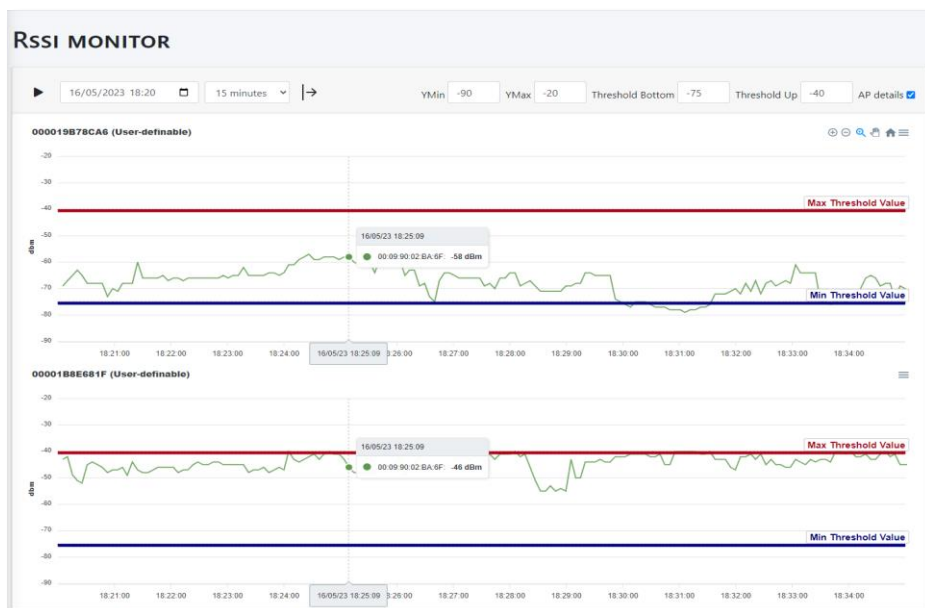 RSSI MONITOR
16/05/2023 18:20 15 minutes YMin -90 YMax -20 Threshold Bottom -75 Threshold Up -40 AP details
000019B78CA6 (User-definable)
-20
-30
Max Threshold Value
-40
-50
16/05/23 18:25:09
dbm
00:09:90:02:BA:6F: -58 dBm
-60
-70
Min Threshold Value
-80
-90
18:21:00 18:22:00 18:23:00 18:24:00 16/05/23 18:25:09 3:26:00 18:27:00 18:28:00 18:29:00 18:30:00 18:31:00 18:32:00 18:33:00 18:34:00
00001B8E681F (User-definable)
-20
-30
-40
Max Threshold Value
16/05/23 18:25:09
00:09:90:02:BA:6F: -46 dBm
-50
dbm
-60
-70
Min Threshold Value
-80
-90
18:21:00 18:22:00 18:23:00 18:24:00 16/05/23 18:25:09 3:26:00 18:27:00 18:28:00 18:29:00 18:30:00 18:31:00 18:32:00 18:33:00 18:34:00